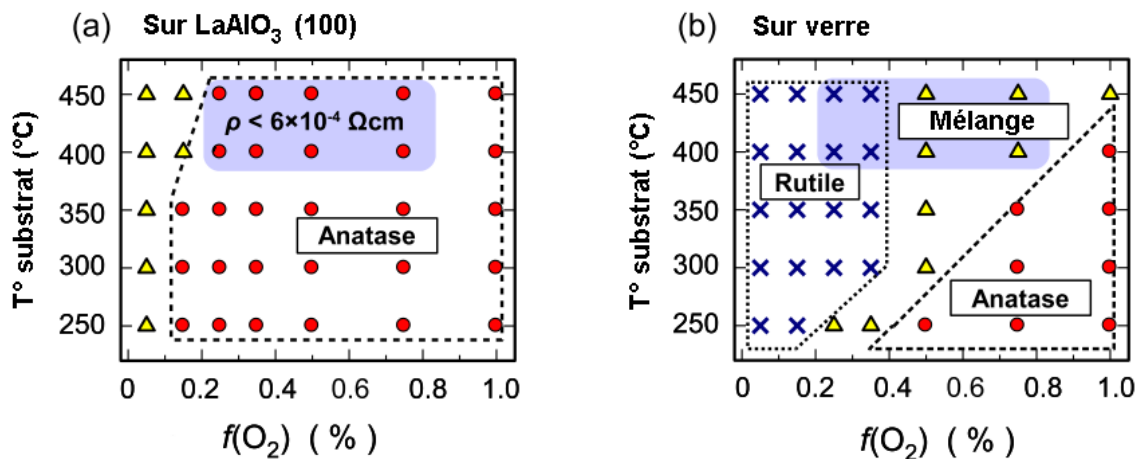 (a) Sur LaAlO₃ (100)
T° substrat (°C)
450
400
350
300
250
ρ < 6×10⁻⁴ Ωcm
Anatase
0 0.2 0.4 0.6 0.8 1.0
f(O₂) ( % )
(b) Sur verre
T° substrat (°C)
450
400
350
300
250
Mélange
Rutile
Anatase
0 0.2 0.4 0.6 0.8 1.0
f(O₂) ( % )